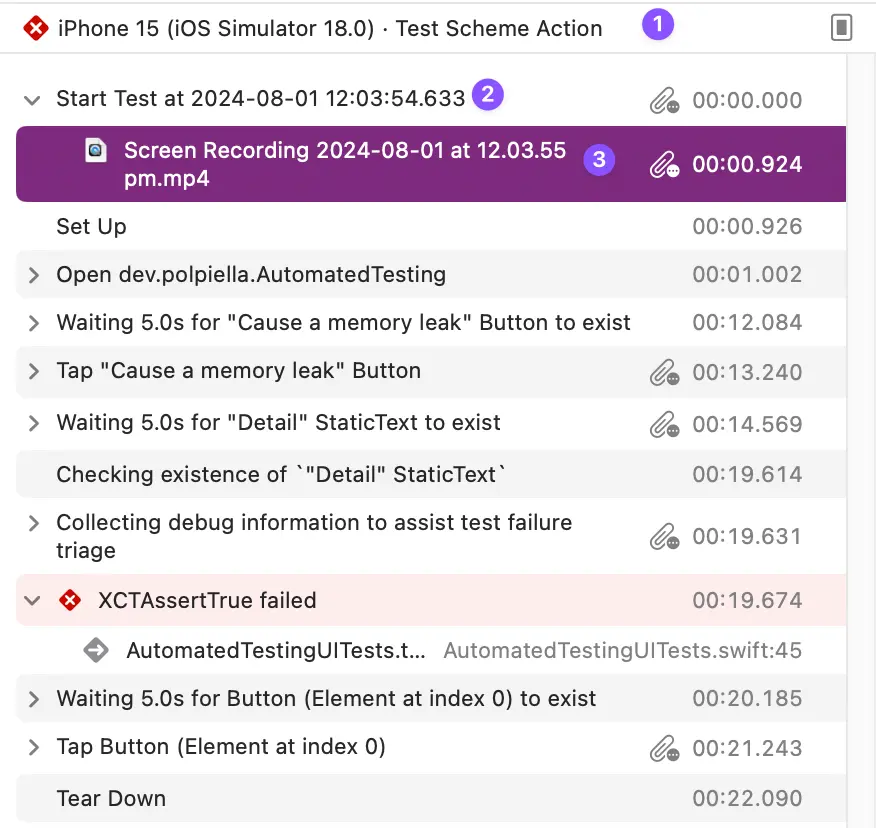 iPhone 15 (iOS Simulator 18.0) · Test Scheme Action 1
Start Test at 2024-08-01 12:03:54.633 2 00:00.000
Screen Recording 2024-08-01 at 12.03.55
pm.mp4 3 00:00.924
Set Up 00:00.926
Open dev.polpiella.AutomatedTesting 00:01.002
Waiting 5.0s for "Cause a memory leak" Button to exist 00:12.084
Tap "Cause a memory leak" Button 00:13.240
Waiting 5.0s for "Detail" StaticText to exist 00:14.569
Checking existence of `"Detail" StaticText` 00:19.614
Collecting debug information to assist test failure
triage 00:19.631
XCTAssertTrue failed 00:19.674
AutomatedTestingUITests.t... AutomatedTestingUITests.swift:45
Waiting 5.0s for Button (Element at index 0) to exist 00:20.185
Tap Button (Element at index 0) 00:21.243
Tear Down 00:22.090